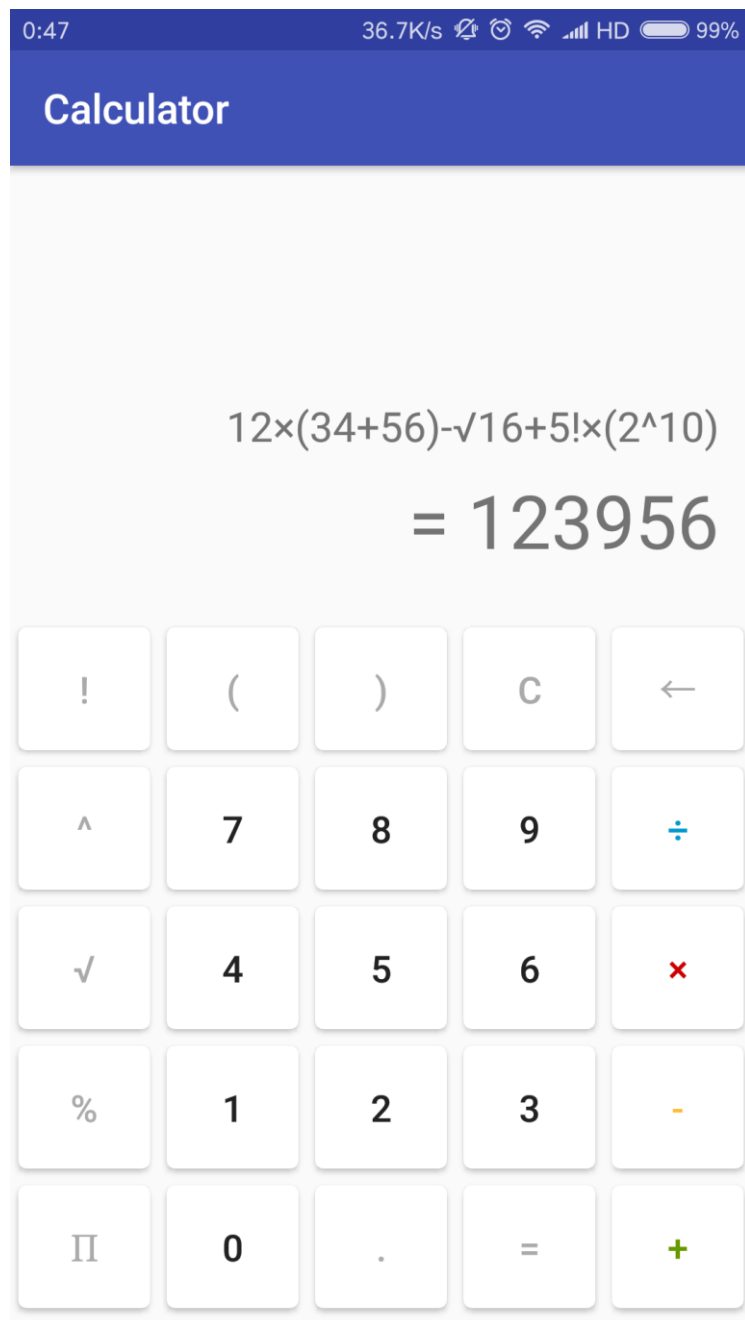 0:47 36.7K/s HD 99%
Calculator
12×(34+56)-√16+5!×(2^10)
= 123956
! ( ) C ←
^ 7 8 9 ÷
√ 4 5 6 ×
% 1 2 3 -
Π 0 . = +